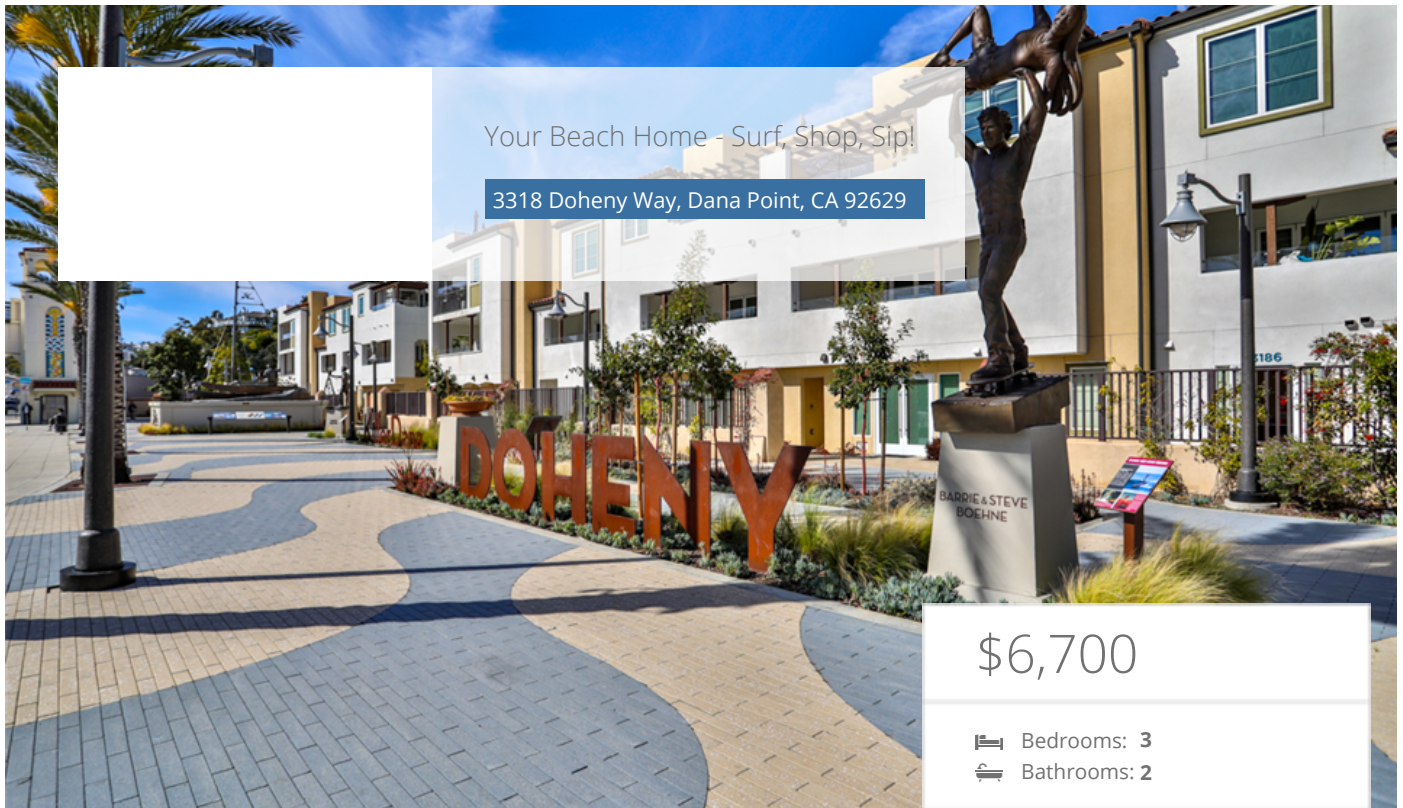 Your Beach Home - Surf, Shop, Sip!
3318 Doheny Way, Dana Point, CA 92629
DOHENY
BARRIE & STEVE
BOEHNE
$6,700
Bedrooms: 3
Bathrooms: 2